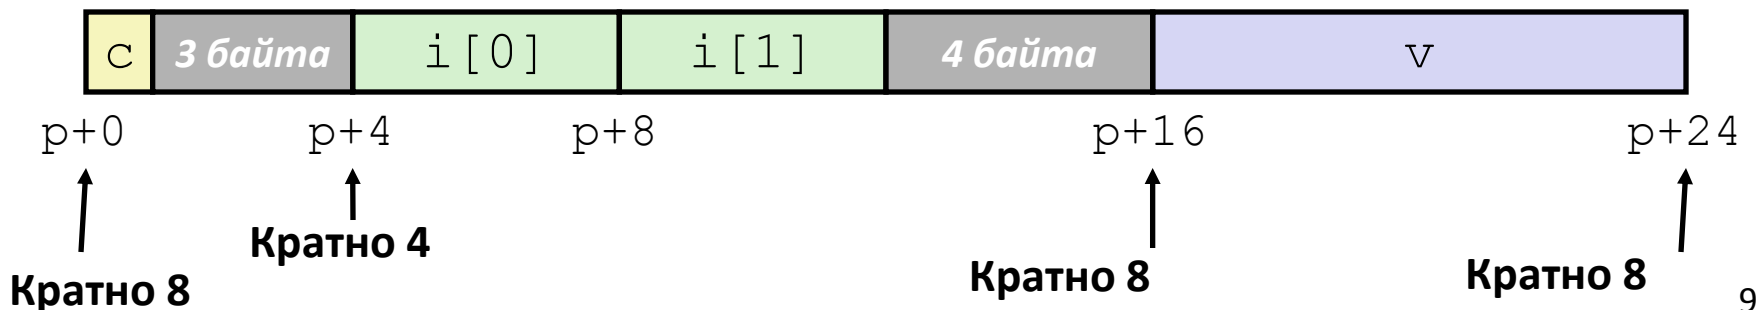 c 3 байта i[0] i[1] 4 байта v
p+0 p+4 p+8 p+16 p+24
Кратно 4
Кратно 8 Кратно 8 Кратно 8
9